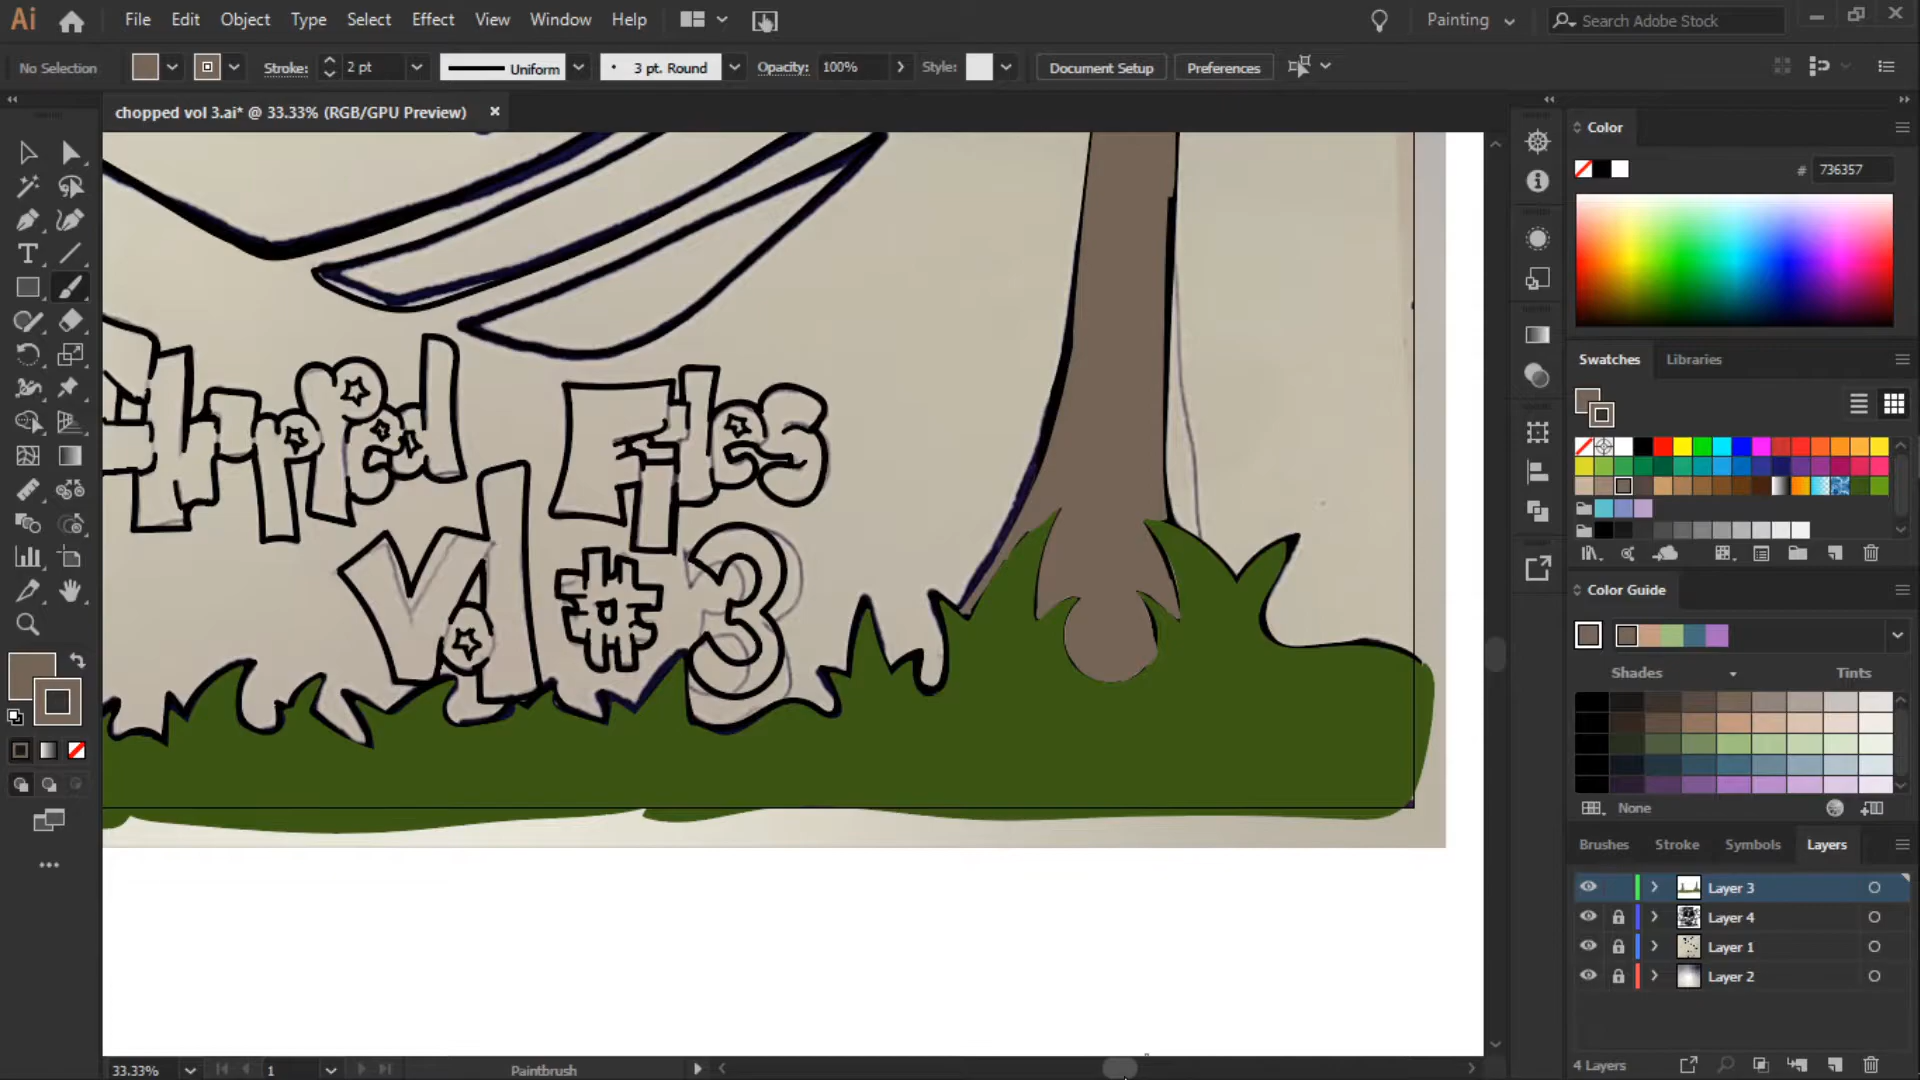 Ai File Edit Object Type Select Effect View Window Help Painting Search Adobe Stock
No Selection Stroke: 2 pt Uniform 3 pt. Round Opacity: 100% Style: Document Setup Preferences
chopped vol 3.ai* @ 33.33% (RGB/GPU Preview)
Color
# 736357
Swatches Libraries
Files
Vol # 3
Color Guide
Shades Tints
None
Brushes Stroke Symbols Layers
Layer 3
Layer 4
Layer 1
Layer 2
4 Layers
33.33% 1 Paintbrush